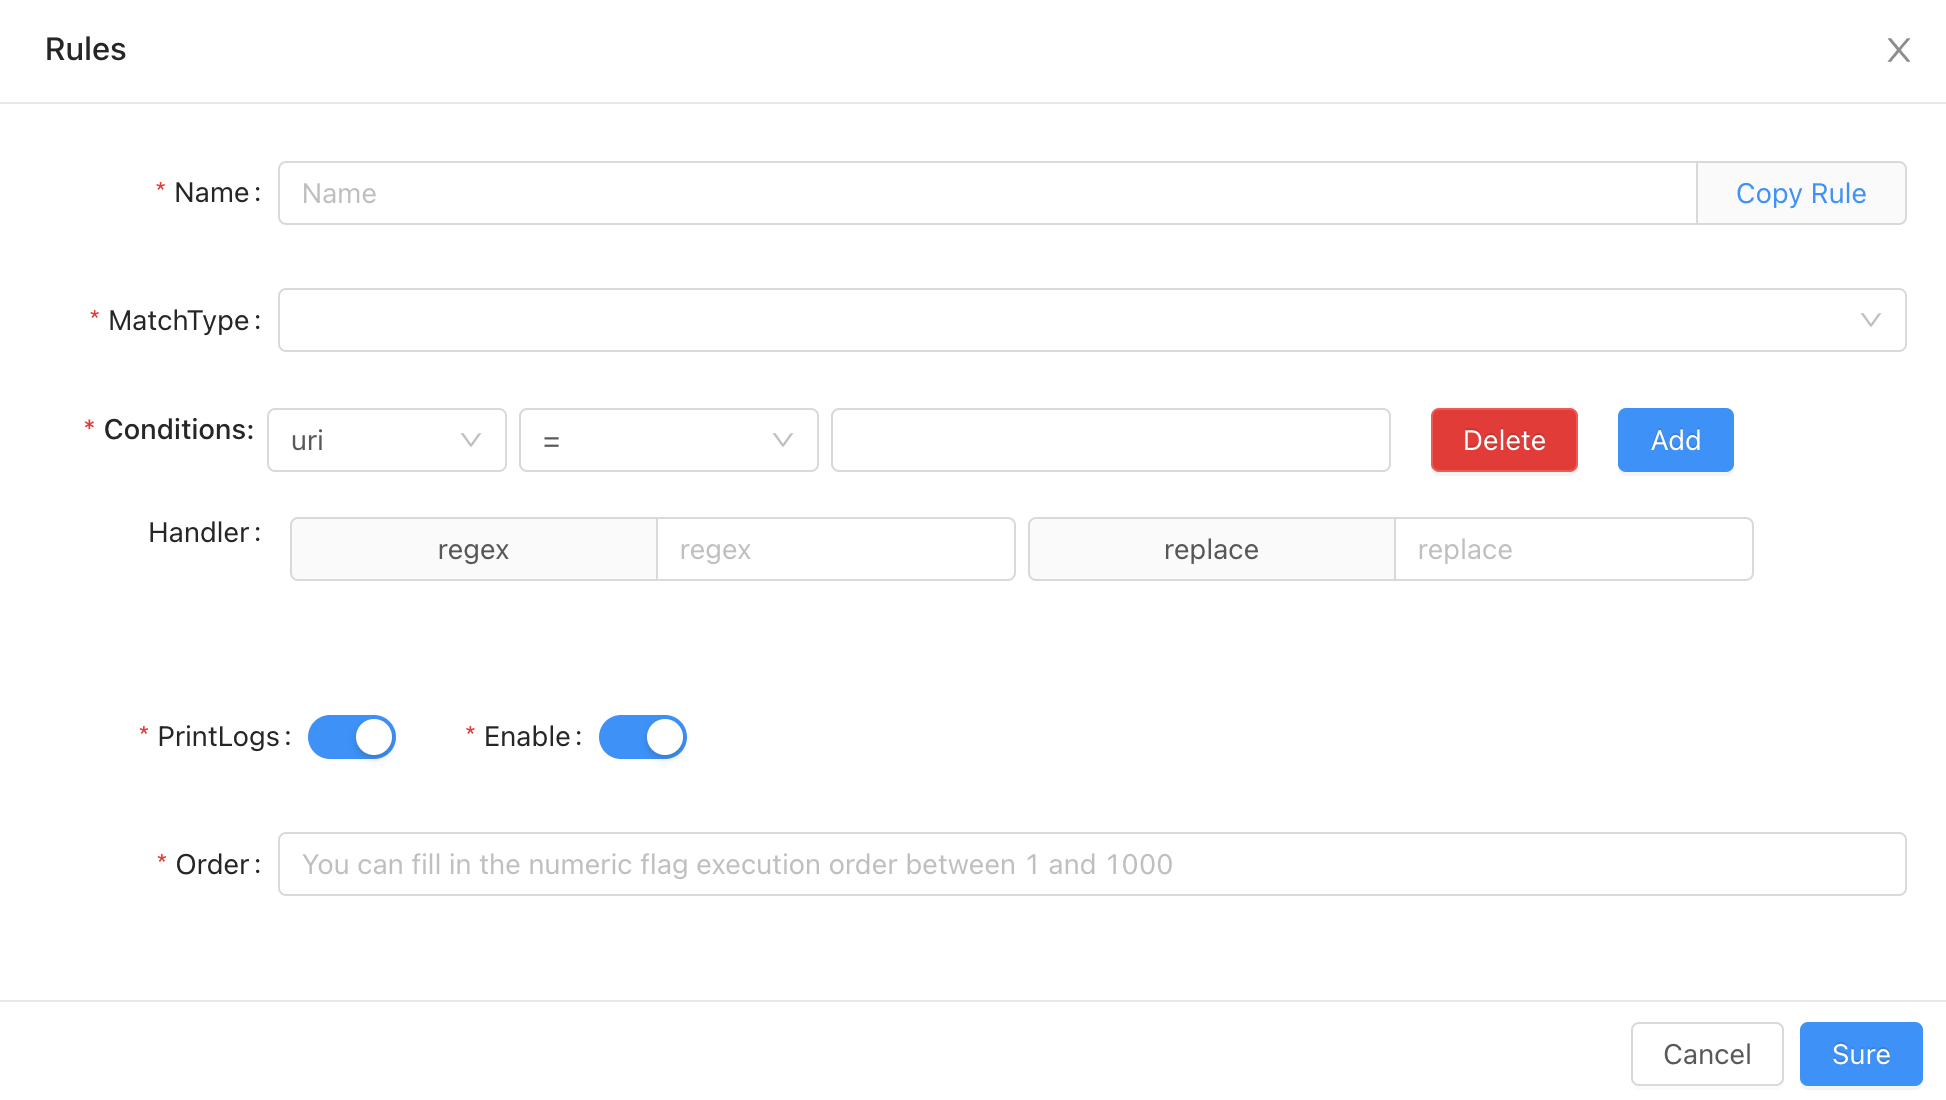 Rules
* Name: Name Copy Rule
* MatchType:
* Conditions: uri = Delete Add
Handler: regex regex replace replace
* PrintLogs: * Enable:
* Order: You can fill in the numeric flag execution order between 1 and 1000
Cancel Sure